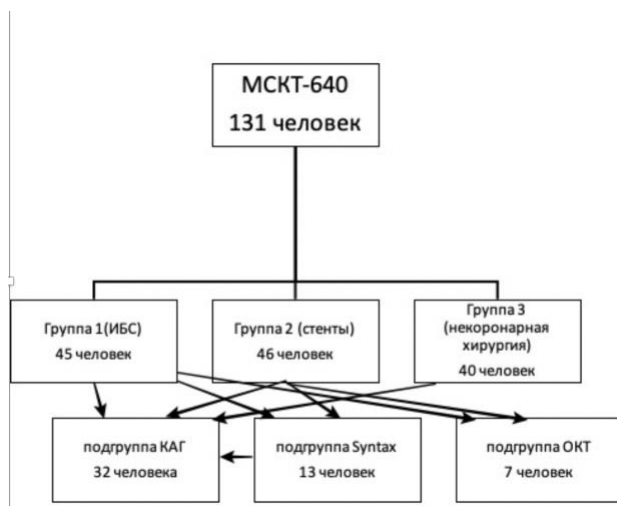 МСКТ-640
131 человек
Группа 1(ИБС)
45 человек
Группа 2 (стенты)
46 человек
Группа 3
(некоронарная
хирургия)
40 человек
подгруппа КАГ
32 человека
подгруппа Syntax
13 человек
подгруппа ОКТ
7 человек